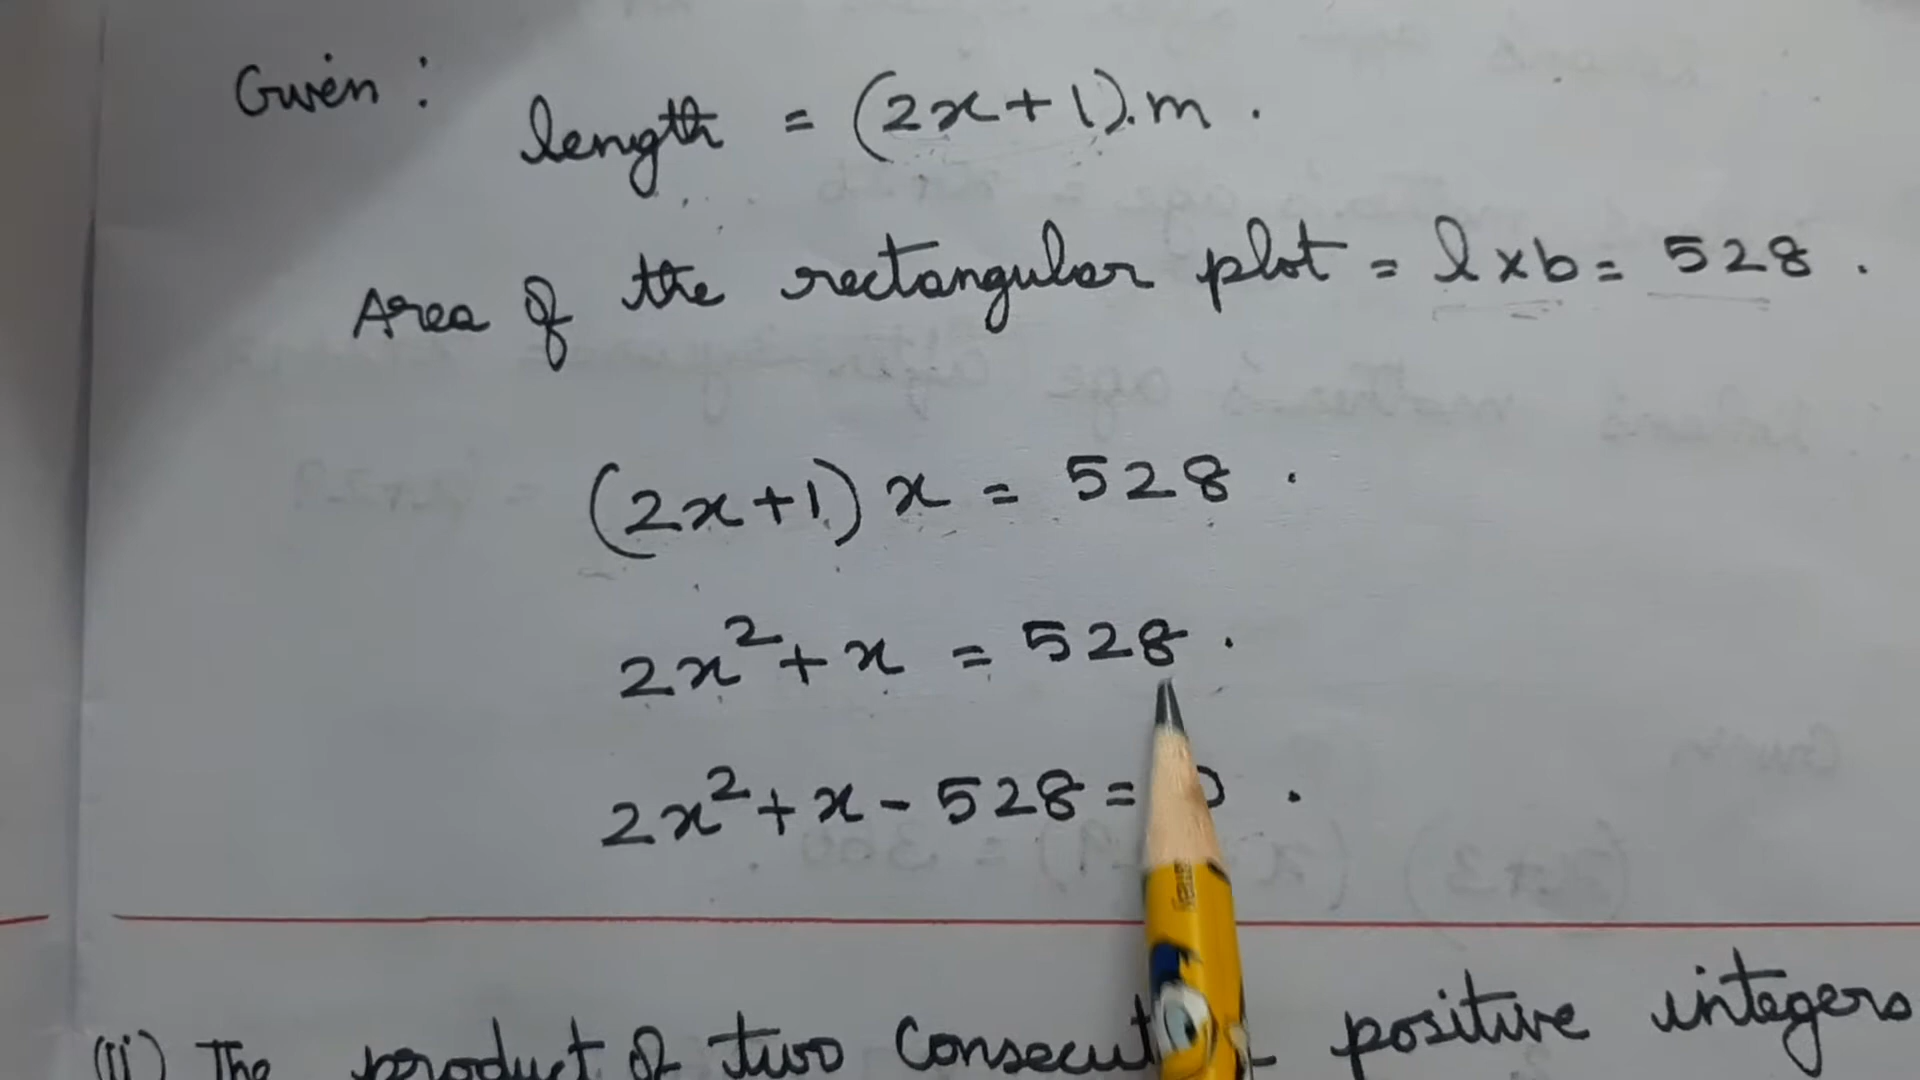 Given :
length = (2x+1).m .
Area of the rectangular plot = l x b = 528 .
(2x+1) x = 528 .
2x² + x = 528 .
2x² + x - 528 = 0 .
(ii) The product of two positive integers